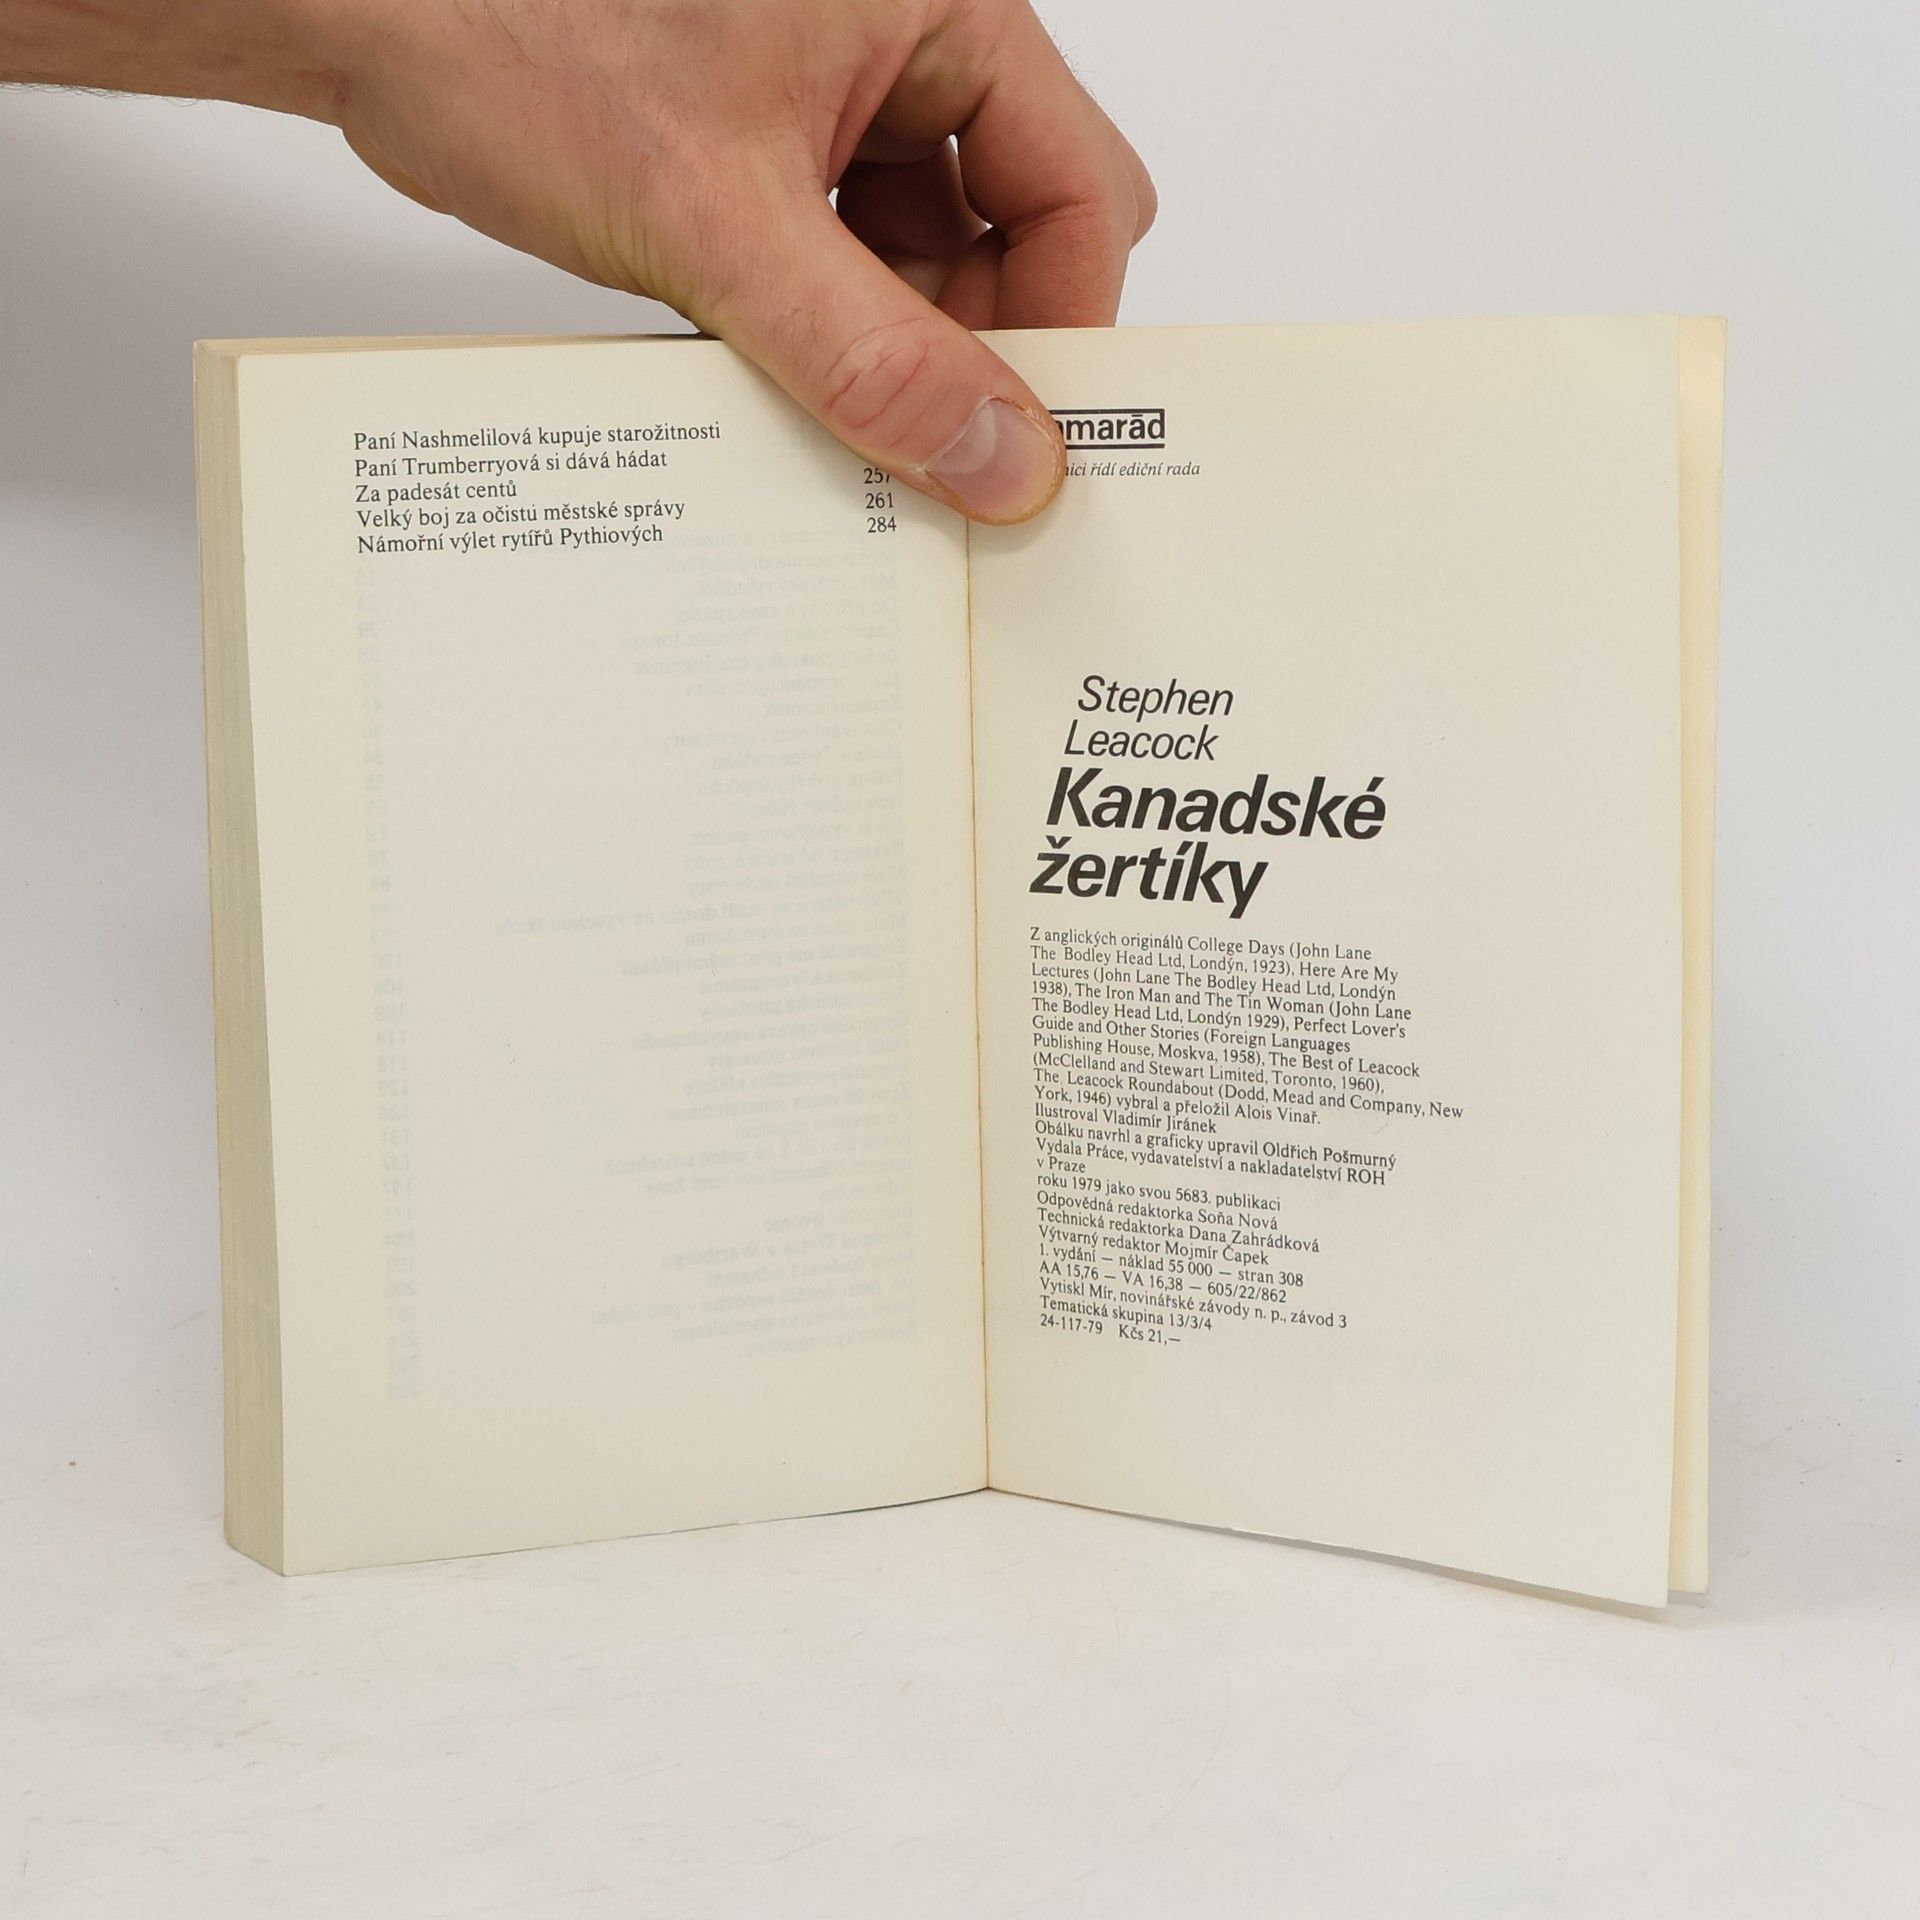 Paní Nashmelilová kupuje starožitnosti
Paní Trumberryová si dává hádat
Za padesát centů 257
Velký boj za očistu městské správy 261
Námořní výlet rytířů Pythiových 284
řídí ediční rada
Stephen
Leacock
Kanadské
žertíky
Z anglických originálů College Days (John Lane
The Bodley Head Ltd, Londýn, 1923), Here Are My
Lectures (John Lane The Bodley Head Ltd, Londýn
1938), The Iron Man and The Tin Woman (John Lane
The Bodley Head Ltd, Londýn 1929), Perfect Lover's
Guide and Other Stories (Foreign Languages
Publishing House, Moskva, 1958), The Best of Leacock
(McClelland and Stewart Limited, Toronto, 1960),
The Leacock Roundabout (Dodd, Mead and Company, New
York, 1946) vybral a přeložil Alois Vinař.
Ilustroval Vladimír Jiránek
Obálku navrhl a graficky upravil Oldřich Pošmurný
Vydala Práce, vydavatelství a nakladatelství ROH
v Praze
roku 1979 jako svou 5683. publikaci
Odpovědná redaktorka Soňa Nová
Technická redaktorka Dana Zahrádková
Výtvarný redaktor Mojmír Čapek
1. vydání — náklad 55 000 — stran 308
AA 15,76 — VA 16,38 — 605/22/862
Vytiskl Mír, novinářské závody n. p., závod 3
Tematická skupina 13/3/4
24-117-79 Kčs 21,—